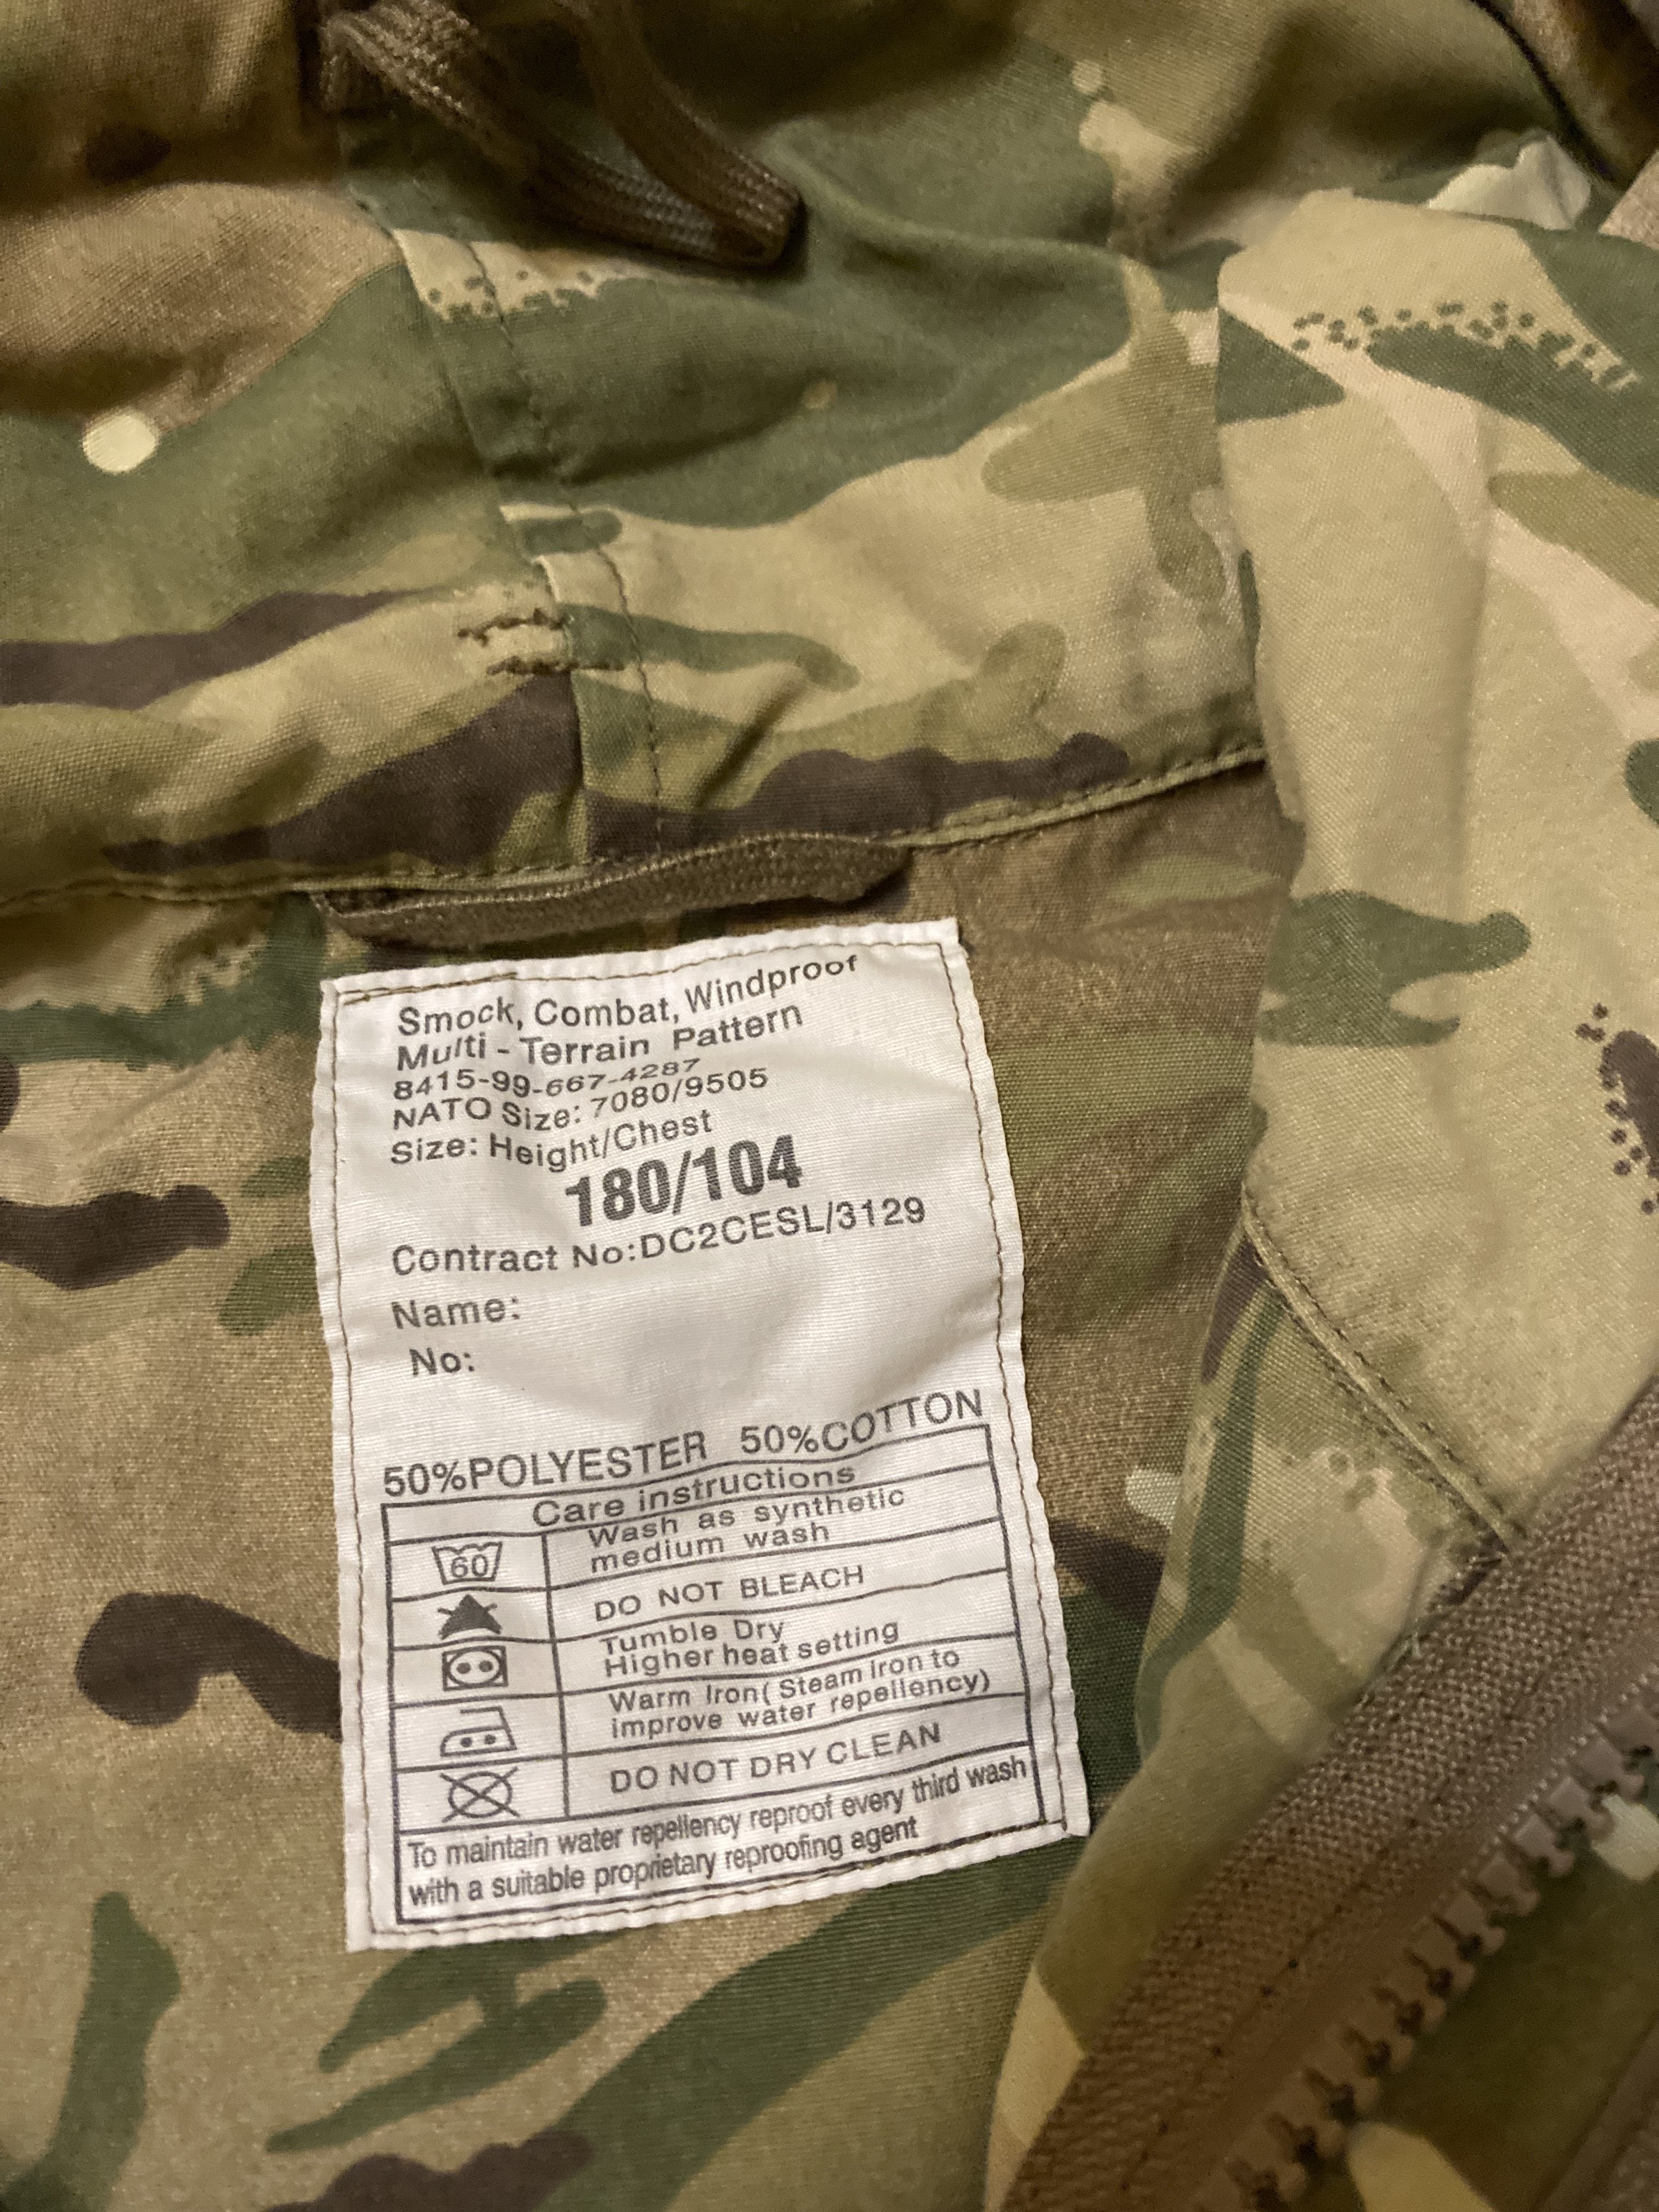 Smock, Combat, Windproof
Multi - Terrain Pattern
8415-99-667-4287
NATO Size: 7080/9505
Size: Height/Chest
180/104
Contract No:DC2CESL/3129
Name:
No:
50%POLYESTER 50%COTTON
Care instructions
60
Wash as synthetic
medium wash
DO NOT BLEACH
Tumble Dry
Higher heat setting
Warm Iron( Steam Iron to
improve water repellency)
DO NOT DRY CLEAN
To maintain water repellency reproof every third wash
with a suitable proprietary reproofing agent